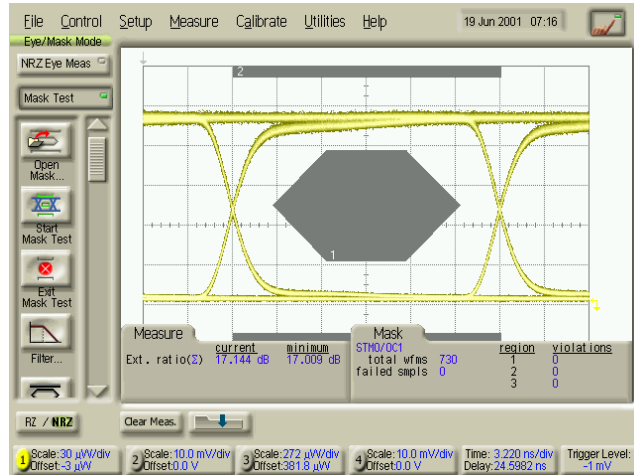 File Control Setup Measure Calibrate Utilities Help 19 Jun 2001 07:16
Eye/Mask Mode
NRZ Eye Meas
Mask Test
Open
Mask...
Start
Mask Test
Exit
Mask Test
Filter...
2
1
Measure
current minimum
Ext. ratio(Σ) 17.144 dB 17.009 dB
Mask
STM0/OC1 region violations
total wfms 730 1 0
failed smpls 0 2 0
3 0
RZ / NRZ Clear Meas.
1 Scale:30 µW/div
Offset:-3 µW
2 Scale:10.0 mV/div
Offset:0.0 V
3 Scale:272 µW/div
Offset:381.8 µW
4 Scale:10.0 mV/div
Offset:0.0 V
Time: 3.220 ns/div
Delay:24.5982 ns
Trigger Level:
-1 mV